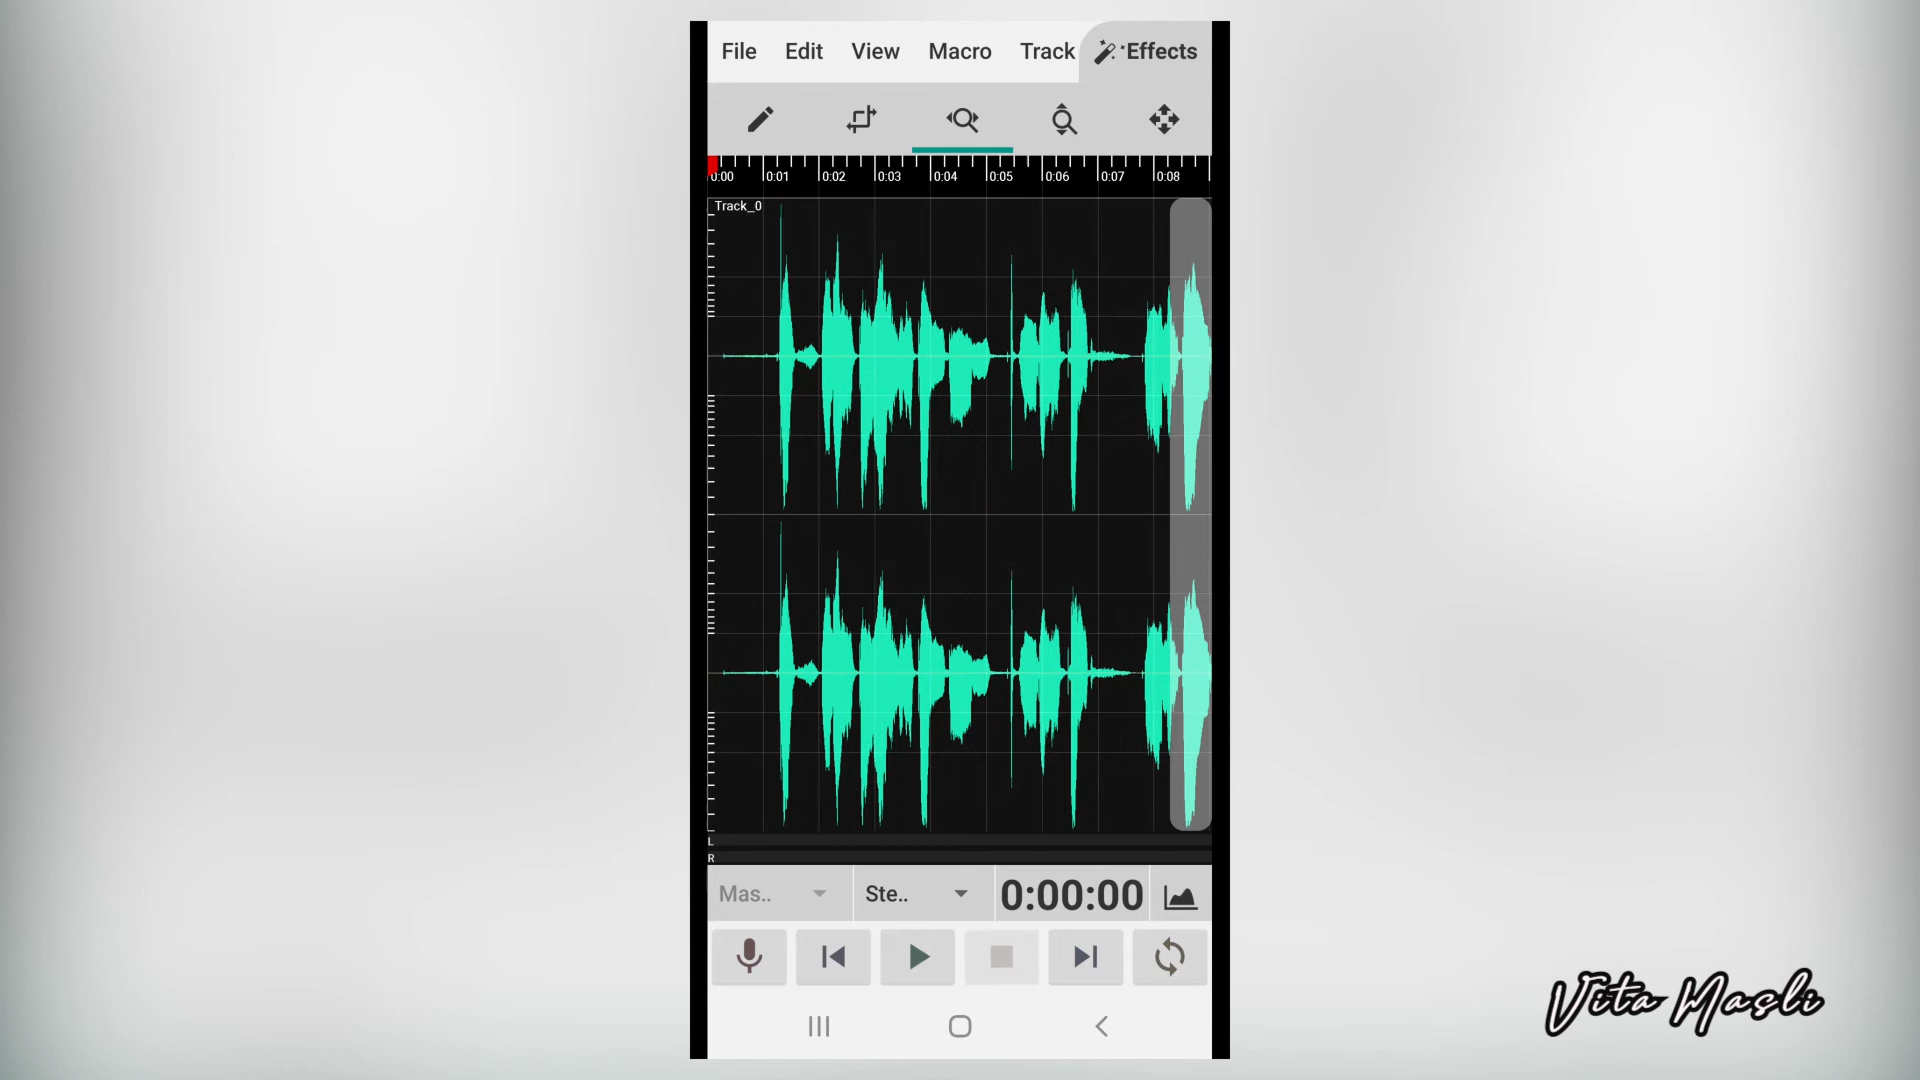 File Edit View Macro Track Effects
0:00 0:01 0:02 0:03 0:04 0:05 0:06 0:07 0:08
Track_0
L
R
Mas.. Ste.. 0:00:00
Vita Masli